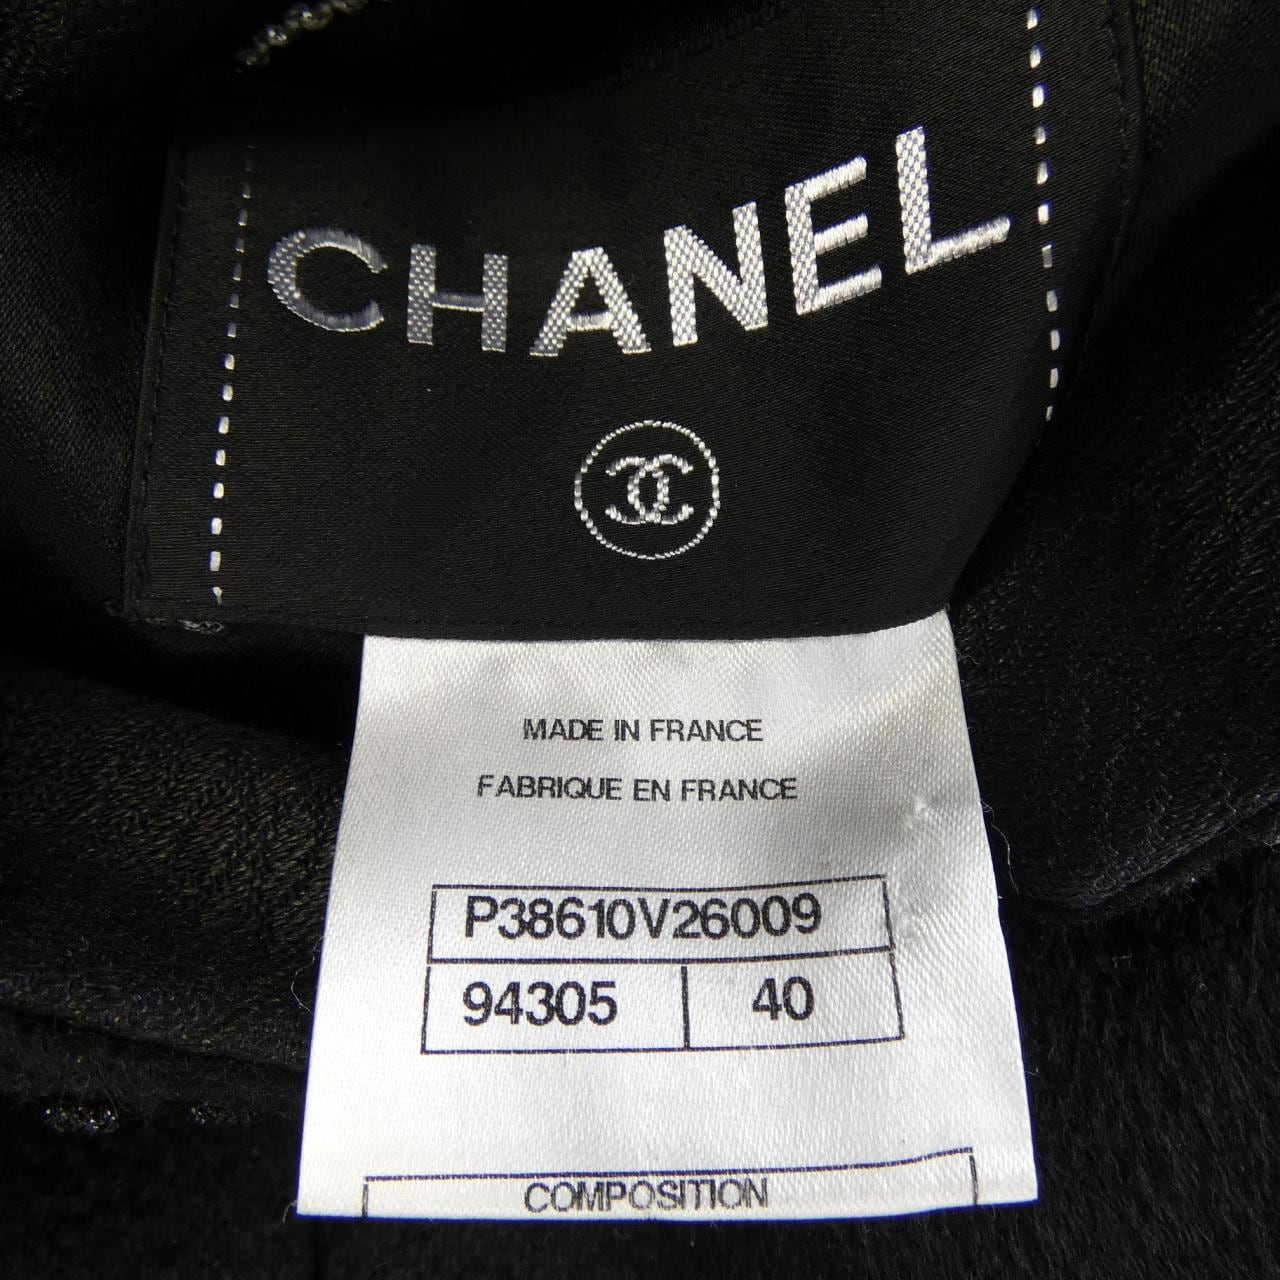 CHANEL
MADE IN FRANCE
FABRIQUE EN FRANCE
P38610V26009
94305 40
COMPOSITION